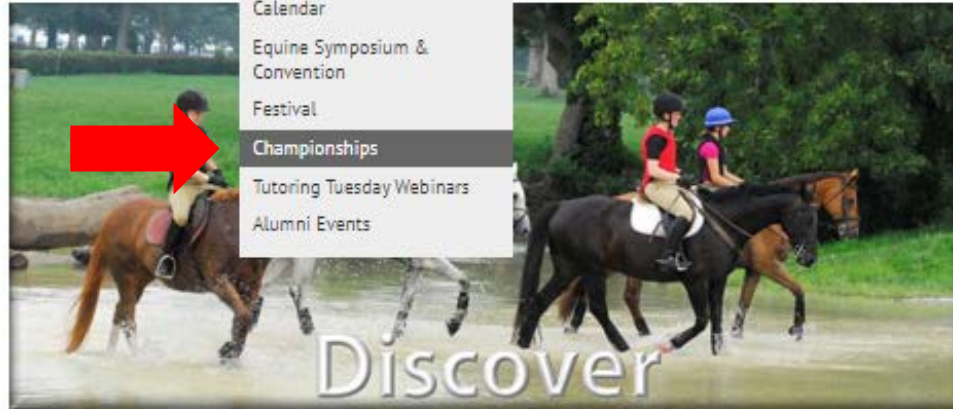 Calendar
Equine Symposium &
Convention
Festival
Championships
Tutoring Tuesday Webinars
Alumni Events
Discover